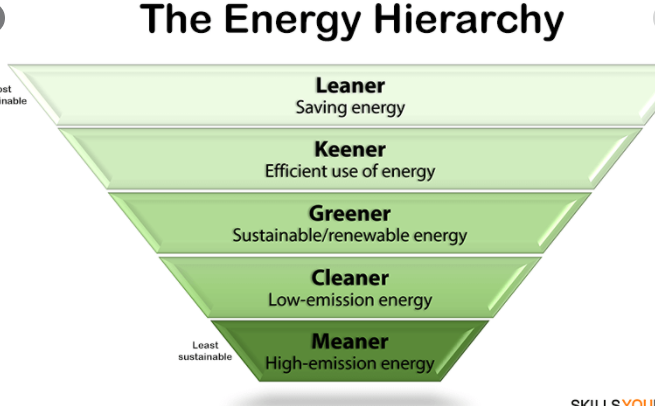 The Energy Hierarchy
Leaner
Saving energy
Keener
Efficient use of energy
Greener
Sustainable/renewable energy
Cleaner
Low-emission energy
Least
sustainable
Meaner
High-emission energy